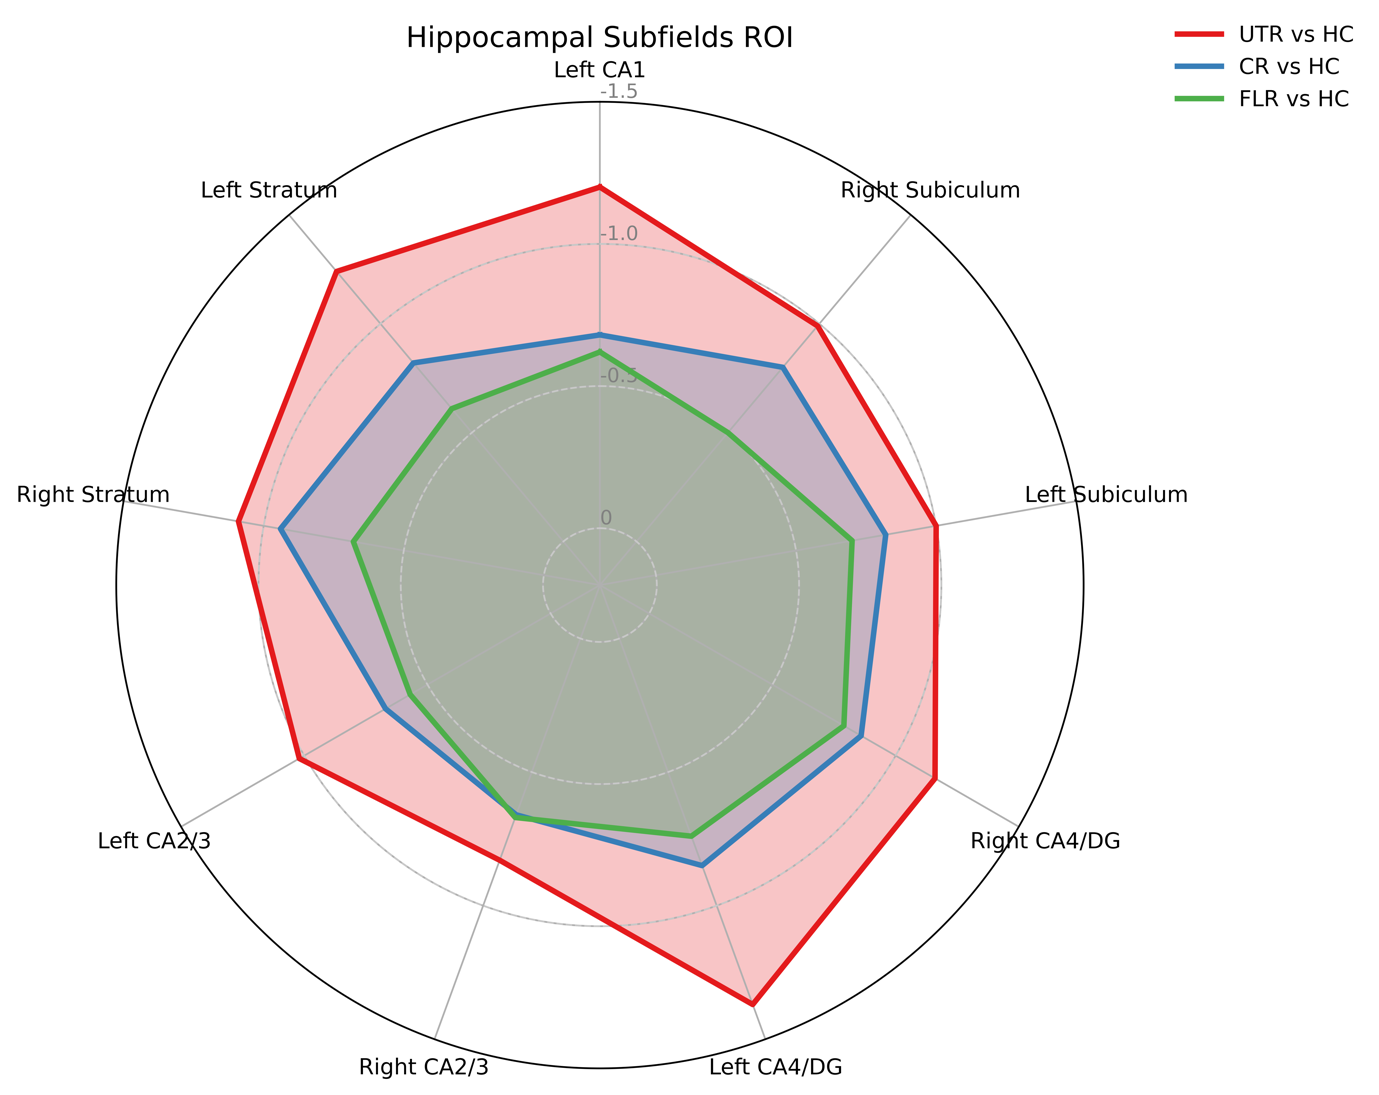 Hippocampal Subfields ROI
UTR vs HC
CR vs HC
FLR vs HC
Left CA1
-1.5
Left Stratum
Right Subiculum
-1.0
-0.5
Right Stratum
Left Subiculum
0
Left CA2/3
Right CA4/DG
Right CA2/3
Left CA4/DG